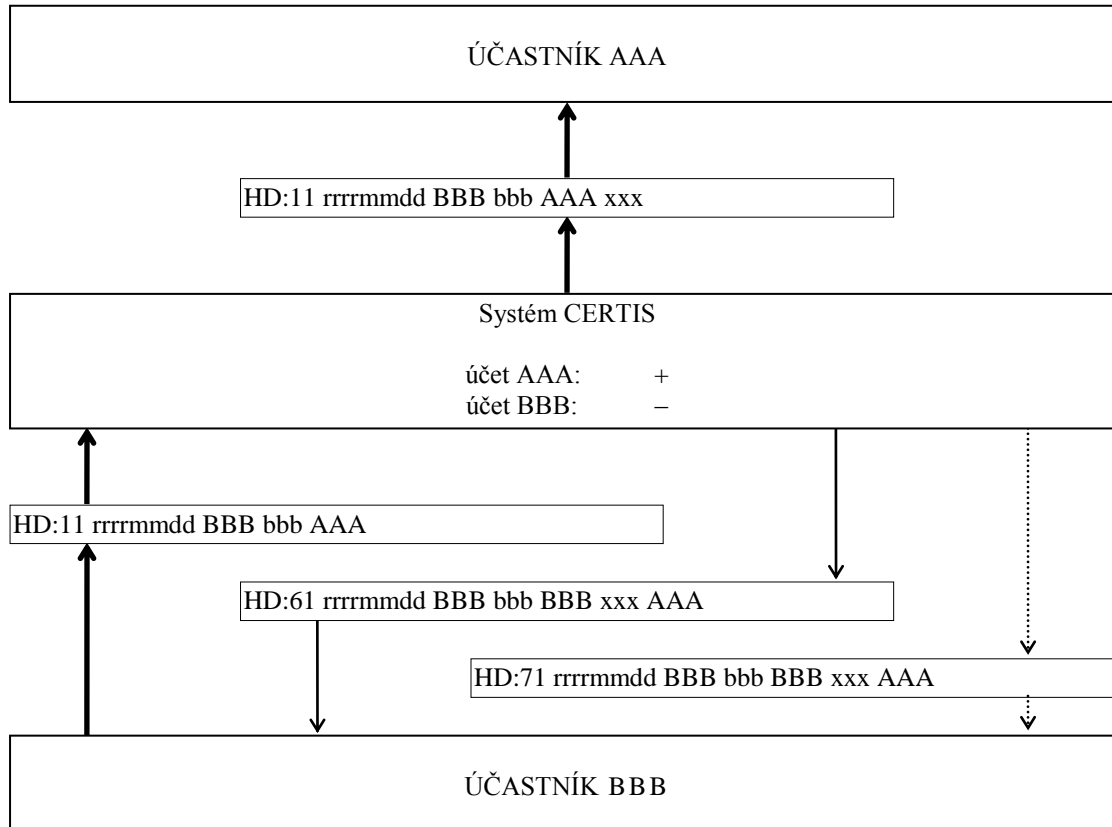 ÚČASTNÍK AAA
HD:11 rrrrmmdd BBB bbb AAA xxx
Systém CERTIS
účet AAA: +
účet BBB: –
HD:11 rrrrmmdd BBB bbb AAA
HD:61 rrrrmmdd BBB bbb BBB xxx AAA
HD:71 rrrrmmdd BBB bbb BBB xxx AAA
ÚČASTNÍK BBB